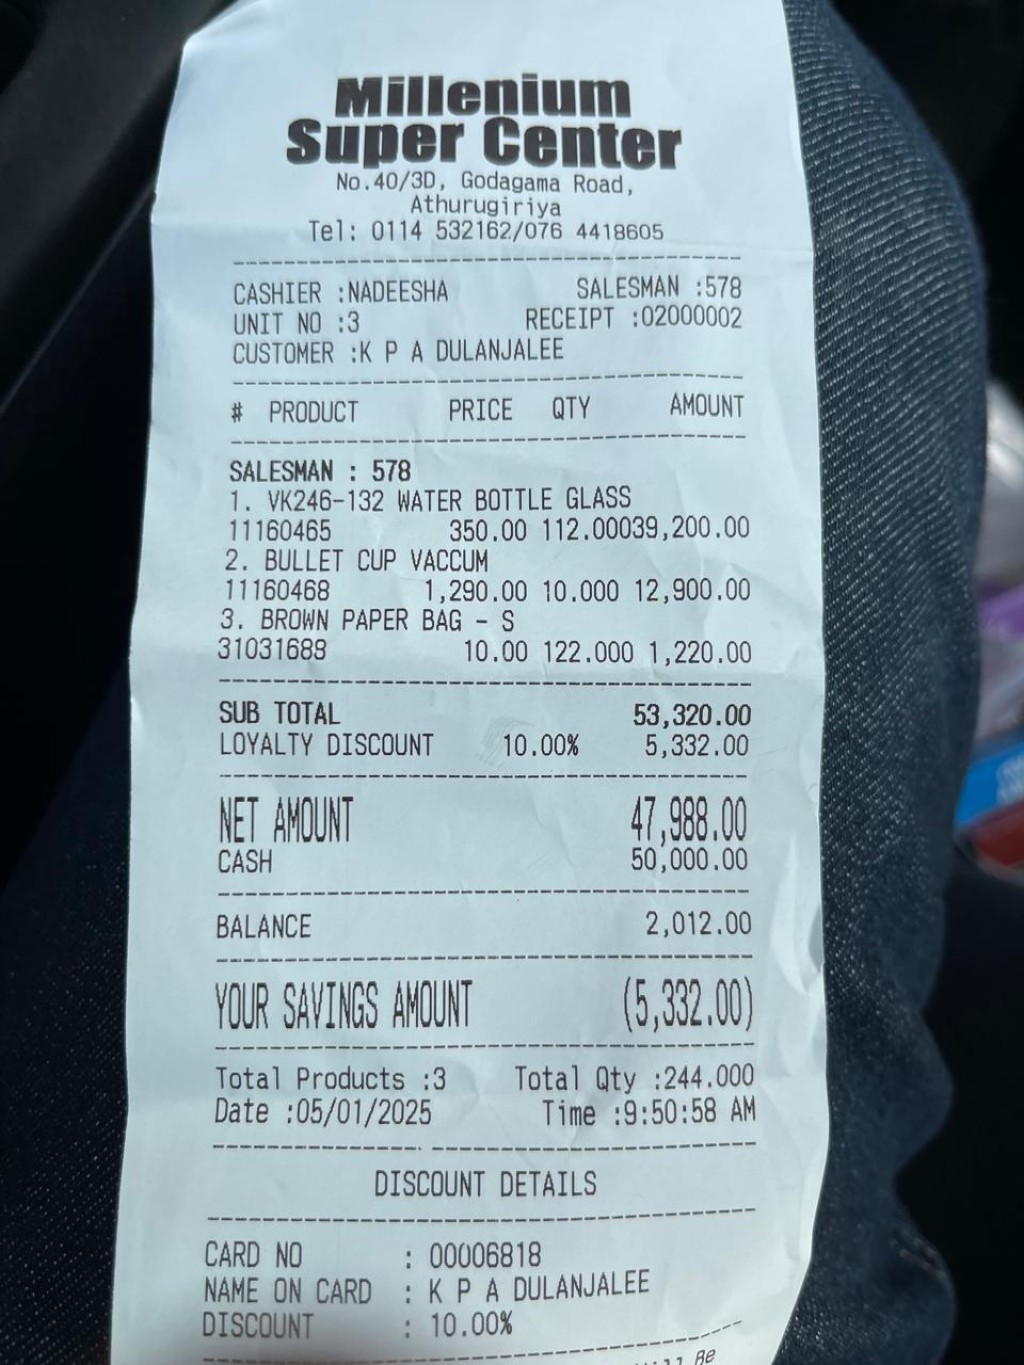 Millenium
Super Center
No.40/3D, Godagama Road,
Athurugiriya
Tel: 0114 532162/076 4418605
CASHIER :NADEESHA SALESMAN :578
UNIT NO :3 RECEIPT :02000002
CUSTOMER :K P A DULANJALEE
# PRODUCT PRICE QTY AMOUNT
SALESMAN : 578
1. VK246-132 WATER BOTTLE GLASS
11160465 350.00 112.00039,200.00
2. BULLET CUP VACCUM
11160468 1,290.00 10.000 12,900.00
3. BROWN PAPER BAG - S
31031689 10.00 122.000 1,220.00
SUB TOTAL 53,320.00
LOYALTY DISCOUNT 10.00% 5,332.00
NET AMOUNT 47,988.00
CASH 50,000.00
BALANCE 2,012.00
YOUR SAVINGS AMOUNT (5,332.00)
Total Products :3 Total Qty :244.000
Date :05/01/2025 Time :9:50:58 AM
DISCOUNT DETAILS
CARD NO : 00006818
NAME ON CARD : K P A DULANJALEE
DISCOUNT : 10.00%
Be